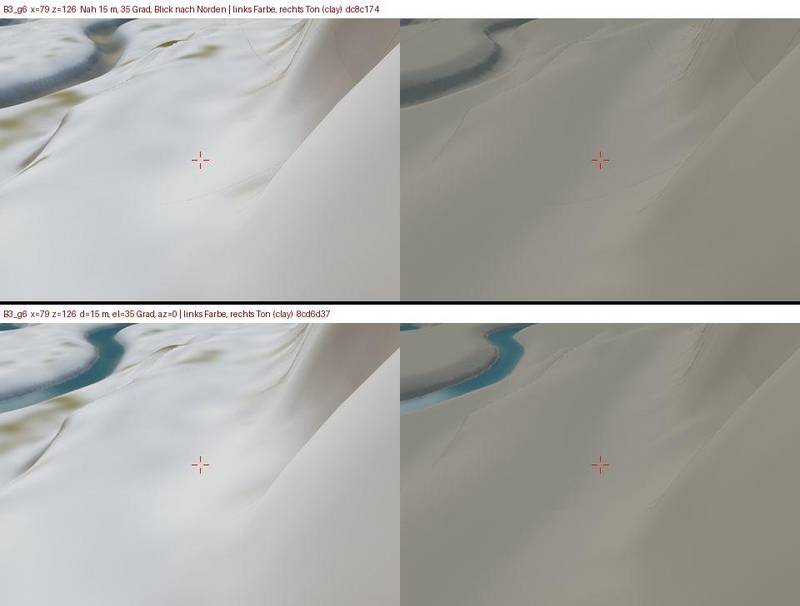 B3_g6 x=79 z=126 Nah 15 m, 35 Grad, Blick nach Norden | links Farbe, rechts Ton (clay) dc8c174
B3_g6 x=79 z=126 d=15 m, el=35 Grad, az=0 | links Farbe, rechts Ton (clay) 8cd6d37